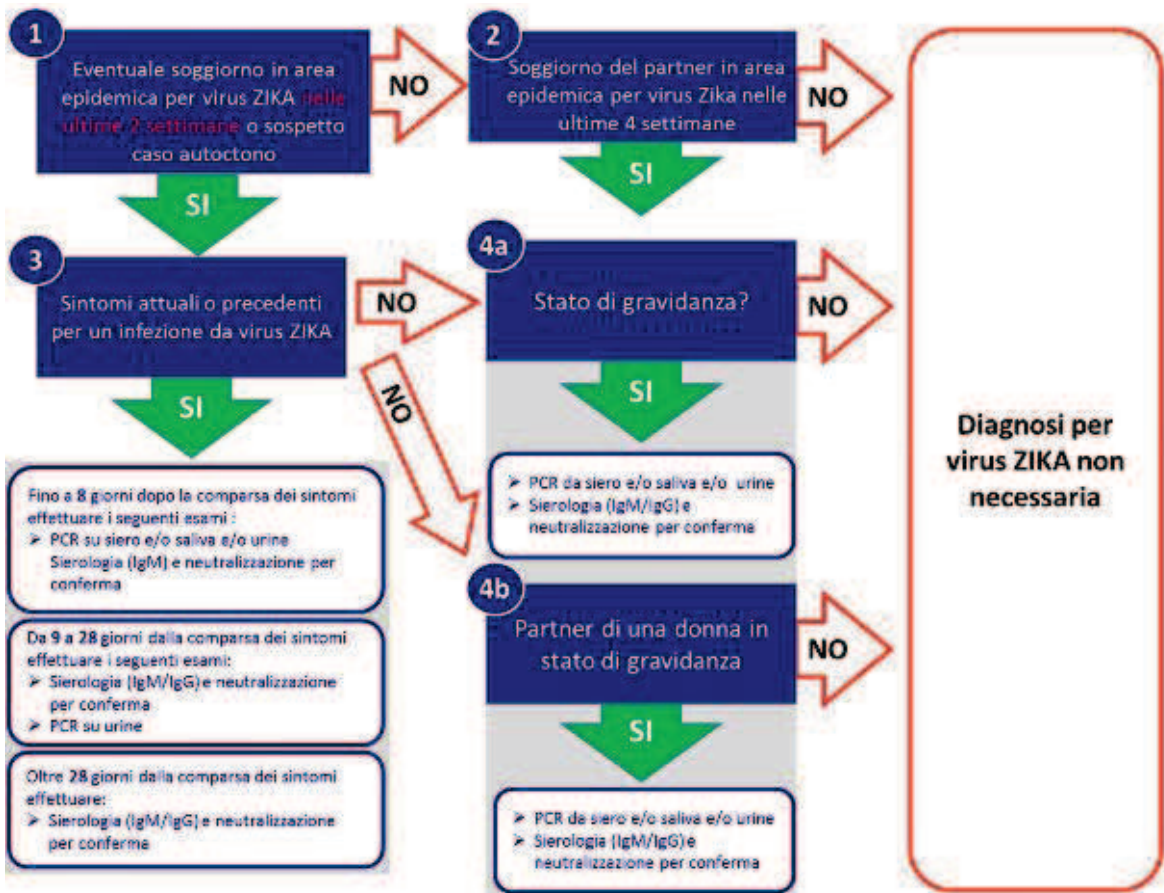 1
Eventuale soggiorno in area
epidemica per virus ZIKA nelle
ultime 2 settimane o sospetto
caso autoctono
NO
SI
2
Soggiorno del partner in area
epidemica per virus Zika nelle
ultime 4 settimane
NO
SI
3
Sintomi attuali o precedenti
per un infezione da virus ZIKA
NO
NO
SI
4a
Stato di gravidanza?
NO
SI
Fino a 8 giorni dopo la comparsa dei sintomi
effettuare i seguenti esami :
➢ PCR su siero e/o saliva e/o urine
Sierologia (IgM) e neutralizzazione per
conferma
Da 9 a 28 giorni dalla comparsa dei sintomi
effettuare i seguenti esami:
➢ Sierologia (IgM/IgG) e neutralizzazione
per conferma
➢ PCR su urine
Oltre 28 giorni dalla comparsa dei sintomi
effettuare:
➢ Sierologia (IgM/IgG) e neutralizzazione per
conferma
➢ PCR da siero e/o saliva e/o urine
➢ Sierologia (IgM/IgG) e
neutralizzazione per conferma
4b
Partner di una donna in
stato di gravidanza
NO
SI
➢ PCR da siero e/o saliva e/o urine
➢ Sierologia (IgM/IgG) e
neutralizzazione per conferma
Diagnosi per
virus ZIKA non
necessaria